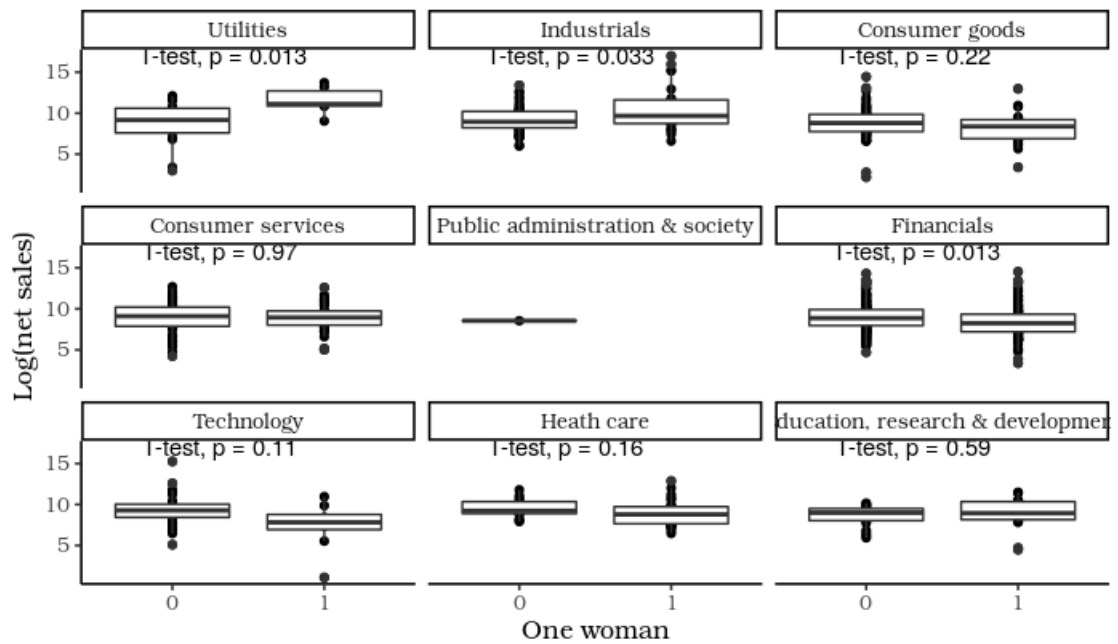 Utilities
Industrials
Consumer goods
T-test, p = 0.013
T-test, p = 0.033
T-test, p = 0.22
15
10
5
Consumer services
Public administration & society
Financials
T-test, p = 0.97
T-test, p = 0.013
15
10
5
Log(net sales)
Technology
Heath care
ducation, research & developmen
T-test, p = 0.11
T-test, p = 0.16
T-test, p = 0.59
15
10
5
0
1
0
1
0
1
One woman